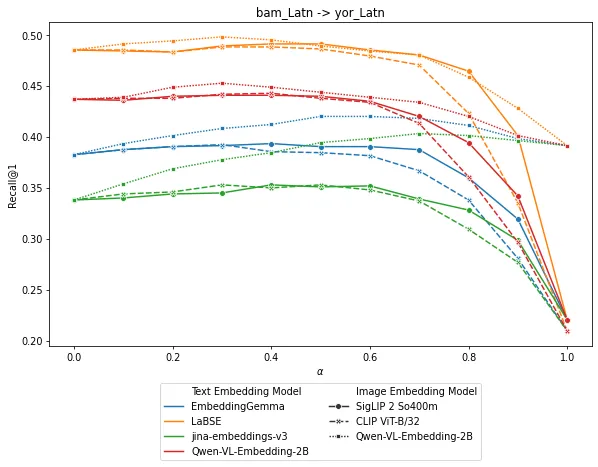 bam_Latn -> yor_Latn
Recall@1
0.50
0.45
0.40
0.35
0.30
0.25
0.20
0.0
0.2
0.4
0.6
0.8
1.0
α
Text Embedding Model
EmbeddingGemma
LaBSE
jina-embeddings-v3
Qwen-VL-Embedding-2B
Image Embedding Model
SigLIP 2 So400m
CLIP ViT-B/32
Qwen-VL-Embedding-2B